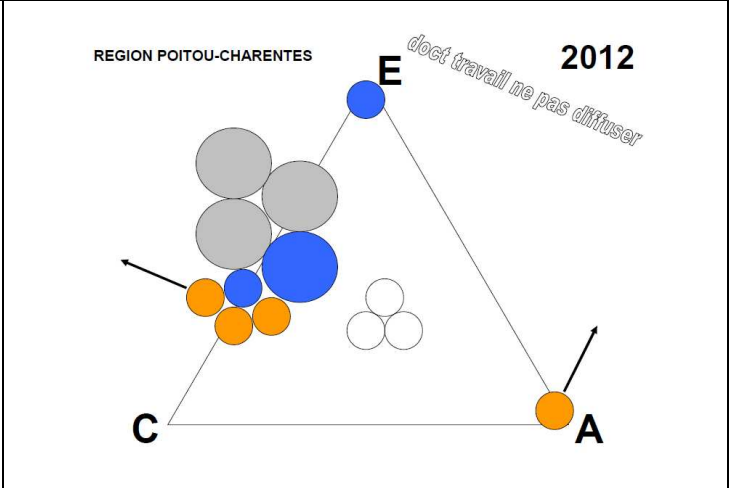 REGION POITOU-CHARENTES
2012
doct travail ne pas diffuser
E
C
A